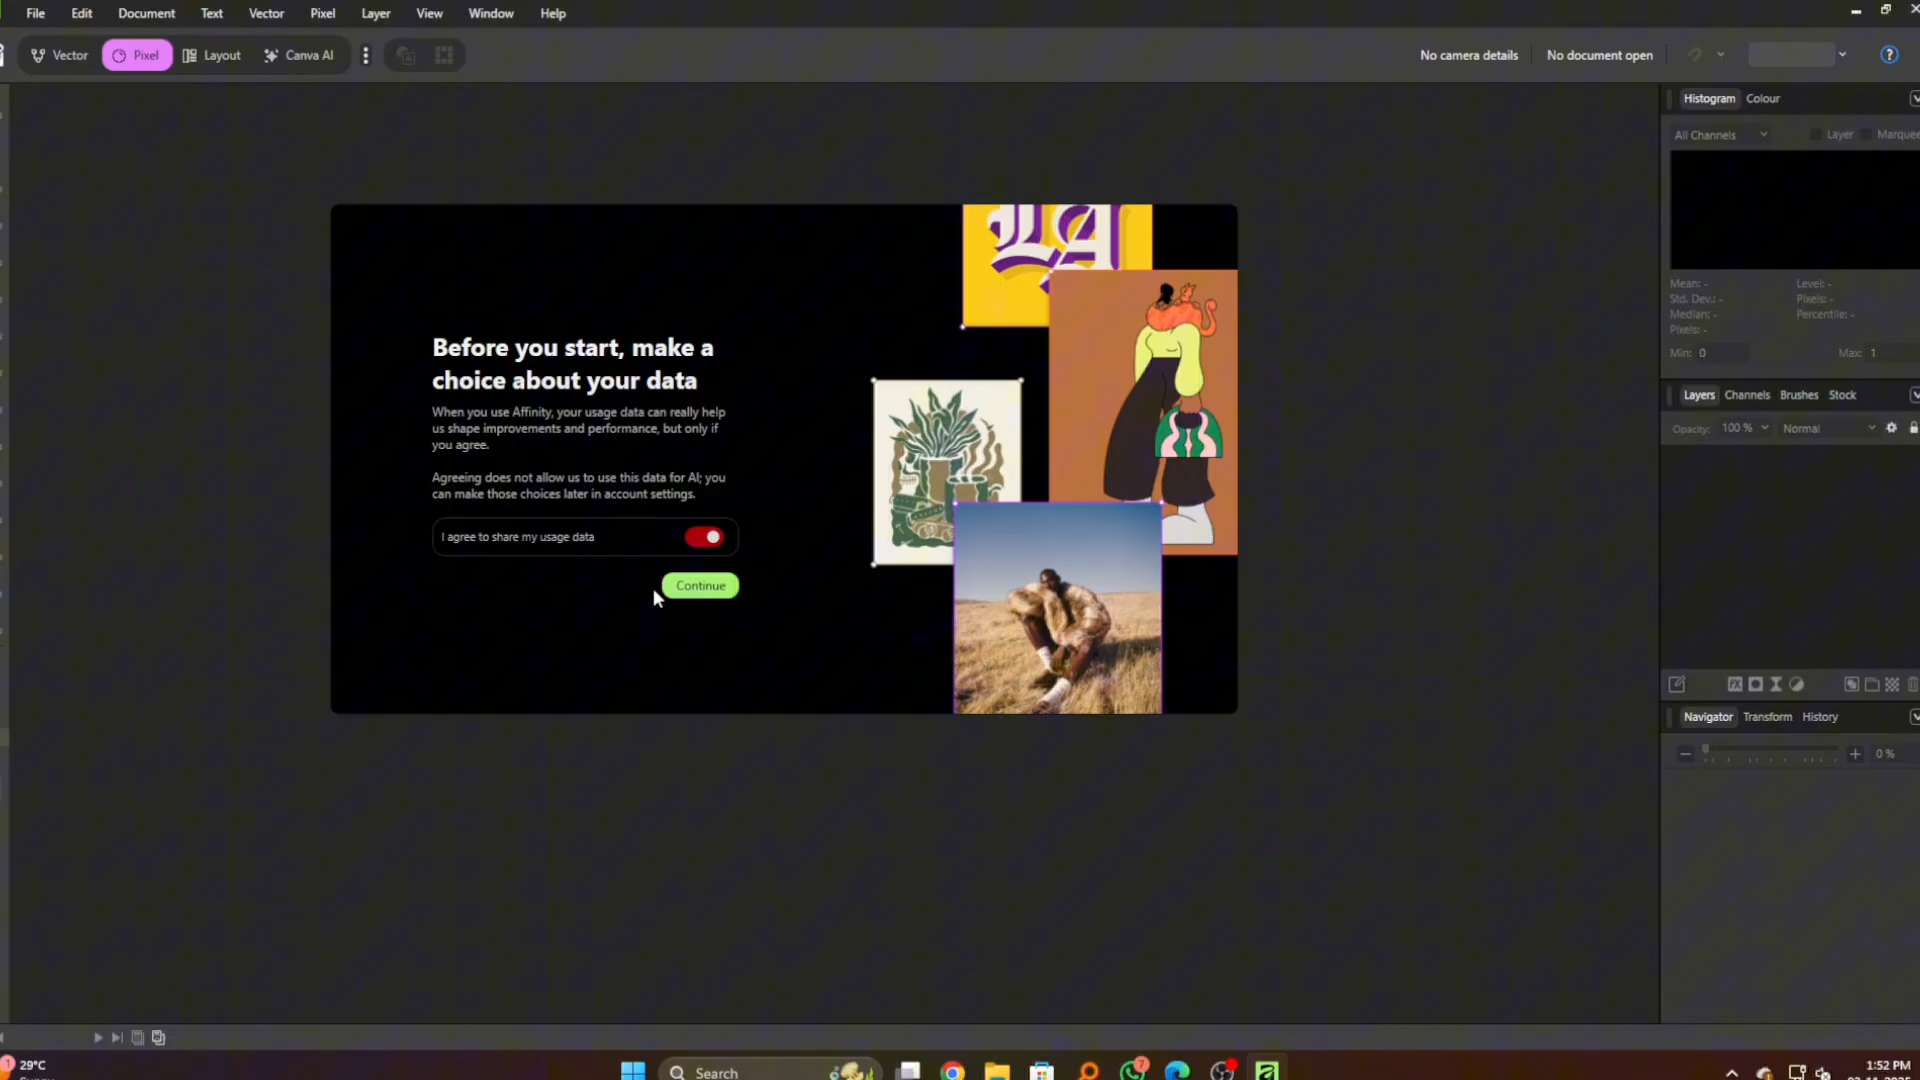 File Edit Document Text Vector Pixel Layer View Window Help
Vector Pixel Layout Canva AI No camera details No document open
Histogram Colour
All Channels Layer Marquee
LA
Mean: - Level: -
Std. Dev.: - Pixels: -
Median: - Percentile: -
Pixels: -
Min: 0 Max: 1
Before you start, make a
choice about your data
When you use Affinity, your usage data can really help
us shape improvements and performance, but only if
you agree.
Agreeing does not allow us to use this data for AI; you
can make those choices later in account settings.
I agree to share my usage data
Continue
Layers Channels Brushes Stock
Opacity: 100 % Normal
Navigator Transform History
0 %
1
29°C
Search
7
1:52 PM